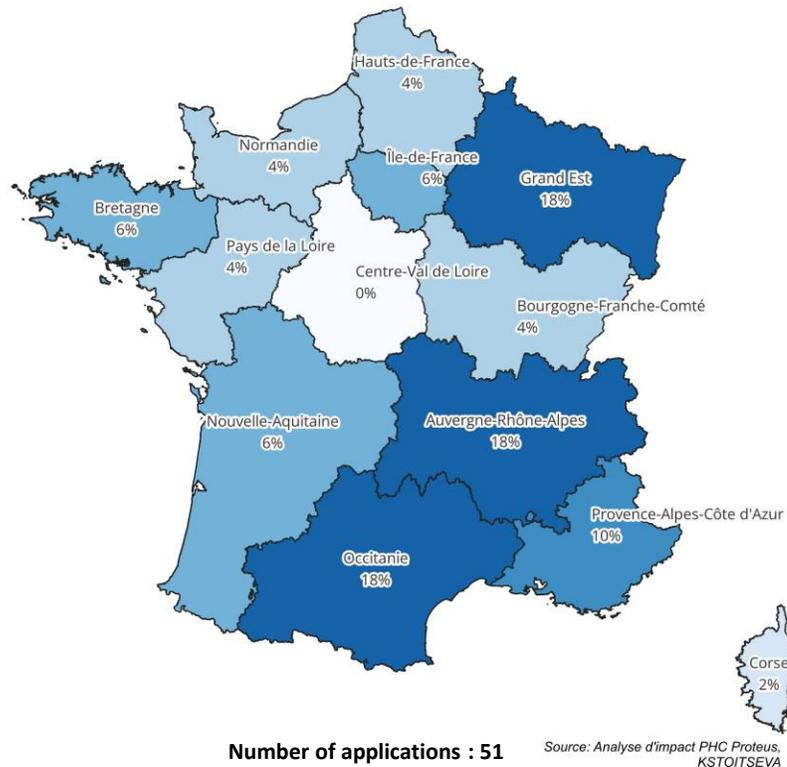 Hauts-de-France
4%
Normandie
4%
Île-de-France
6%
Grand Est
18%
Bretagne
6%
Pays de la Loire
4%
Centre-Val de Loire
0%
Bourgogne-Franche-Comté
4%
Nouvelle-Aquitaine
6%
Auvergne-Rhône-Alpes
18%
Provence-Alpes-Côte d'Azur
10%
Occitanie
18%
Corse
2%
Number of applications : 51
Source: Analyse d'impact PHC Proteus,
KSTOITSEVA